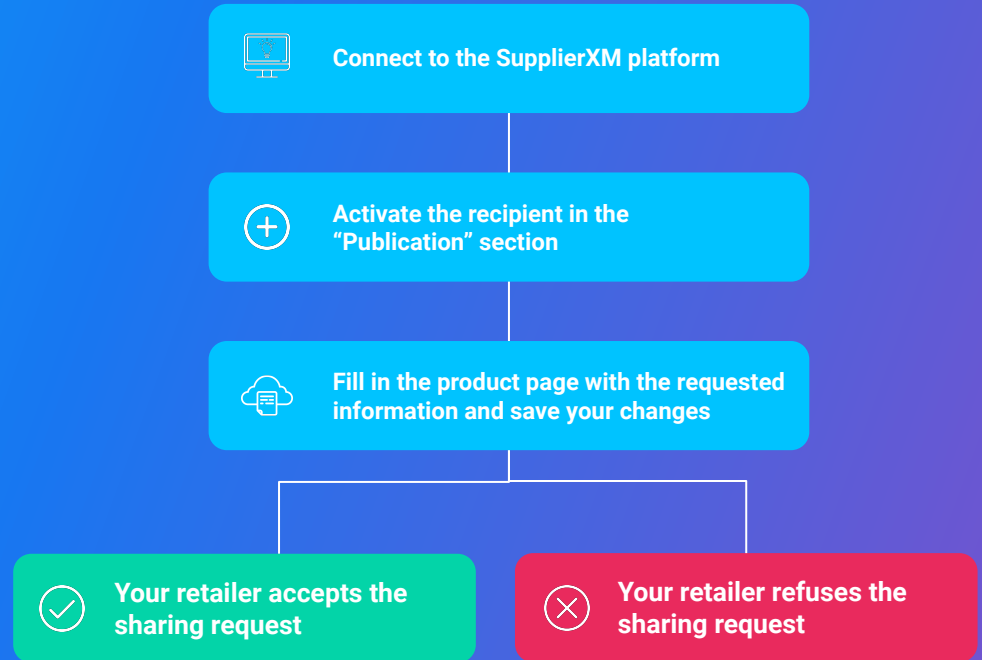 Connect to the SupplierXM platform
Activate the recipient in the
“Publication” section
Fill in the product page with the requested
information and save your changes
Your retailer accepts the
sharing request
Your retailer refuses the
sharing request